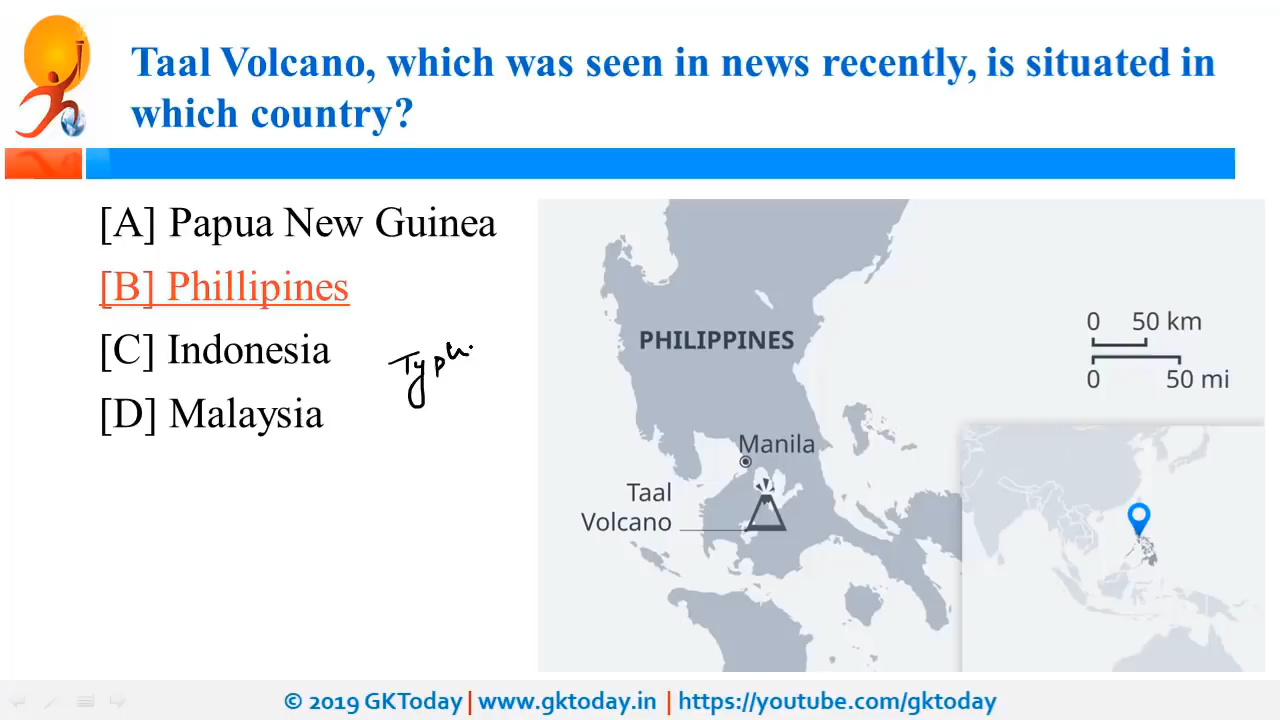 Taal Volcano, which was seen in news recently, is situated in
which country?
[A] Papua New Guinea
[B] Phillipines
[C] Indonesia
[D] Malaysia
Typh
PHILIPPINES
Manila
Taal
Volcano
0 50 km
0 50 mi
© 2019 GKToday | www.gktoday.in | https://youtube.com/gktoday